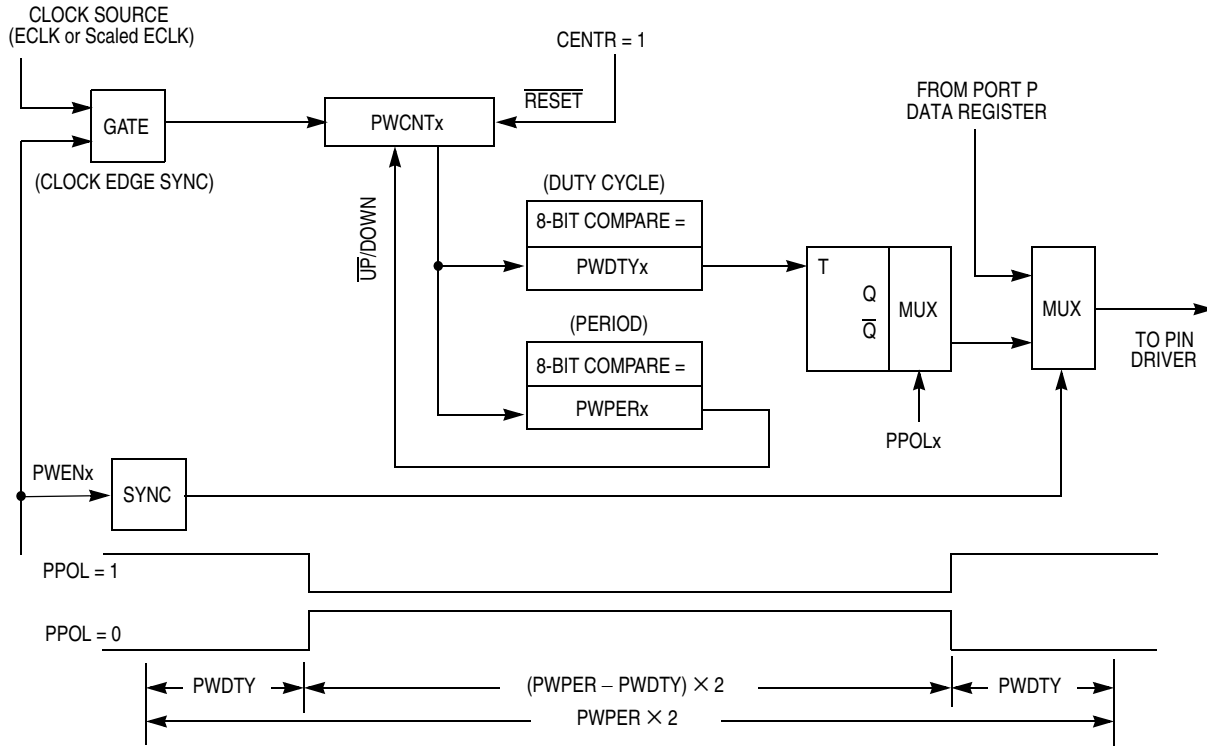 CLOCK SOURCE
(ECLK or Scaled ECLK)
CENTR = 1
FROM PORT P
DATA REGISTER
RESET
GATE
PWCNTx
(CLOCK EDGE SYNC)
(DUTY CYCLE)
8-BIT COMPARE =
PWDTYx
UP/DOWN
T
Q
Q
MUX
MUX
(PERIOD)
8-BIT COMPARE =
PWPERx
TO PIN
DRIVER
PPOLx
PWENx
SYNC
PPOL = 1
PPOL = 0
PWDTY
(PWPER – PWDTY) × 2
PWDTY
PWPER × 2